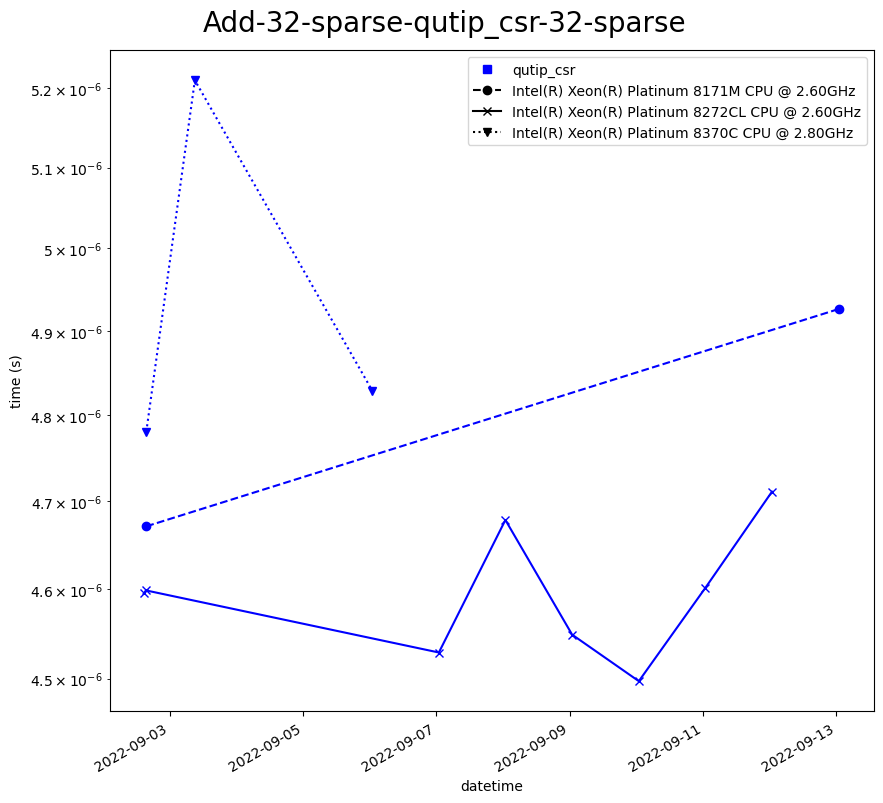 Add-32-sparse-qutip_csr-32-sparse
qutip_csr
Intel(R) Xeon(R) Platinum 8171M CPU @ 2.60GHz
Intel(R) Xeon(R) Platinum 8272CL CPU @ 2.60GHz
Intel(R) Xeon(R) Platinum 8370C CPU @ 2.80GHz
5.2 × 10⁻⁶
5.1 × 10⁻⁶
5 × 10⁻⁶
4.9 × 10⁻⁶
4.8 × 10⁻⁶
4.7 × 10⁻⁶
4.6 × 10⁻⁶
4.5 × 10⁻⁶
time (s)
2022-09-03
2022-09-05
2022-09-07
2022-09-09
2022-09-11
2022-09-13
datetime